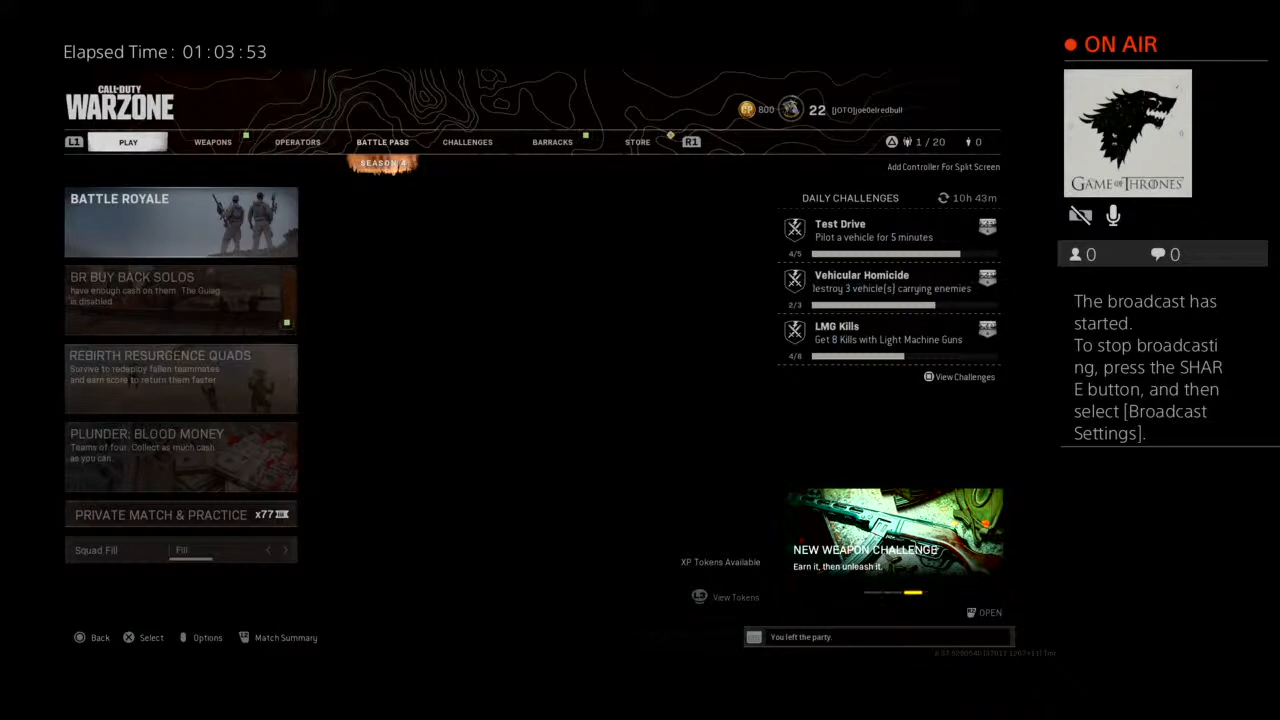 Elapsed Time: 01:03:53
ON AIR
CALL OF DUTY
WARZONE
CP 800 22 [JOTO]joe0elredbull
L1 PLAY WEAPONS OPERATORS BATTLE PASS CHALLENGES BARRACKS STORE R1 1 / 20 0
SEASON 4
Add Controller For Split Screen
GAME OF THRONES
BATTLE ROYALE
DAILY CHALLENGES 10h 43m
Test Drive
Pilot a vehicle for 5 minutes
4/5
0 0
BR BUY BACK SOLOS
have enough cash on them. The Gulag
is disabled.
Vehicular Homicide
destroy 3 vehicle(s) carrying enemies
2/3
LMG Kills
Get 8 Kills with Light Machine Guns
4/8
View Challenges
The broadcast has
started.
To stop broadcasti
ng, press the SHAR
E button, and then
select [Broadcast
Settings].
REBIRTH RESURGENCE QUADS
Survive to redeploy fallen teammates
and earn score to return them faster
PLUNDER: BLOOD MONEY
Teams of four. Collect as much cash
as you can.
PRIVATE MATCH & PRACTICE x77
Squad Fill Fill
NEW WEAPON CHALLENGE
Earn it, then unleash it.
XP Tokens Available
L3 View Tokens
R3 OPEN
Back Select Options Match Summary
You left the party.